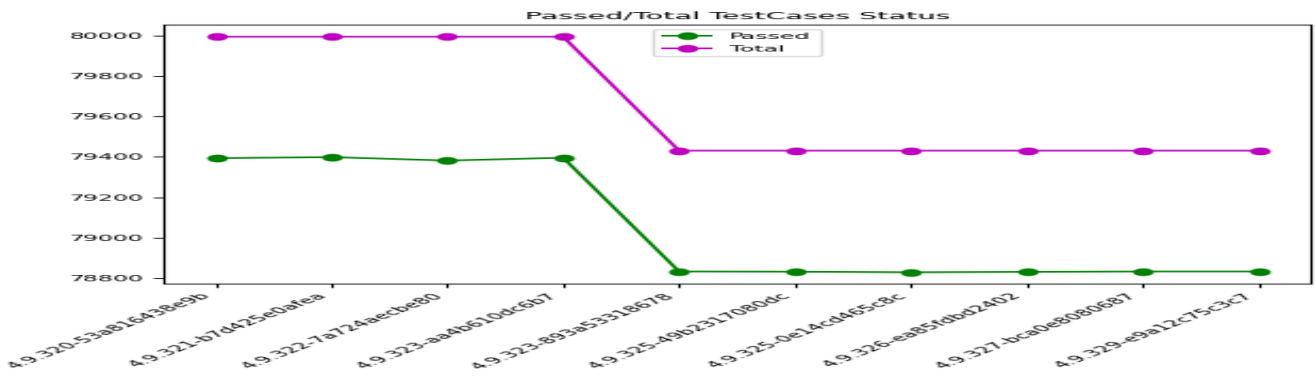 Passed/Total TestCases Status
Passed
Total
80000
79800
79600
79400
79200
79000
78800
4.9.320-53a816438e9b
4.9.321-b7d425e0afea
4.9.322-7a724aecbe80
4.9.323-aa4b610dc6b7
4.9.323-893a53318678
4.9.325-49b2317080dc
4.9.325-0e14cd465c8c
4.9.326-ea85fdbd2402
4.9.327-bca0e8080687
4.9.329-e9a12c75c3c7